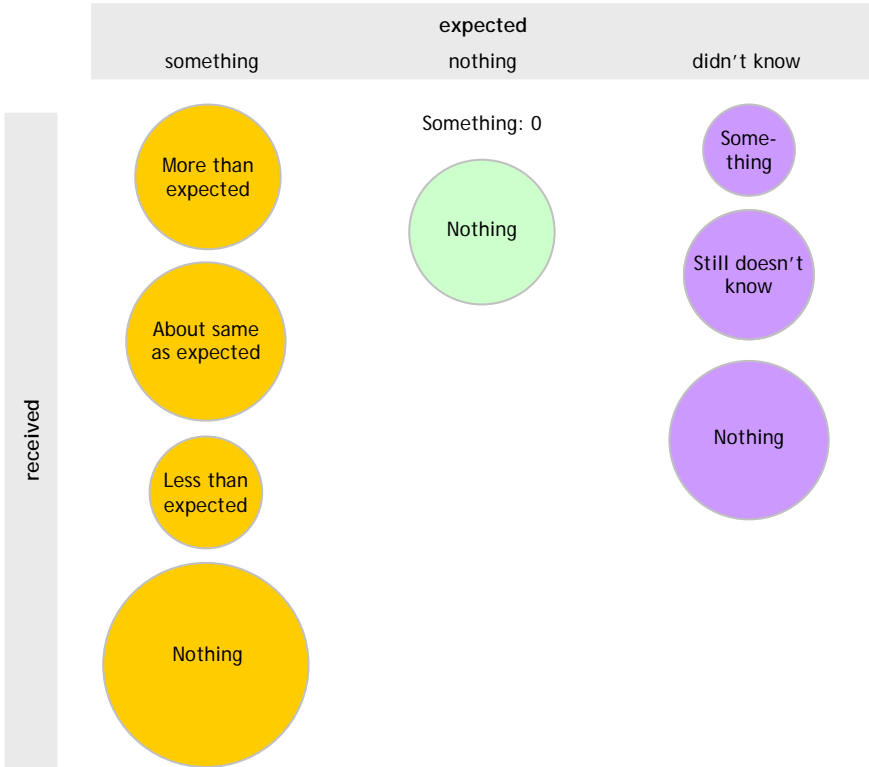 expected
something
nothing
didn't know
received
More than
expected
About same
as expected
Less than
expected
Nothing
Something: 0
Nothing
Some-
thing
Still doesn't
know
Nothing